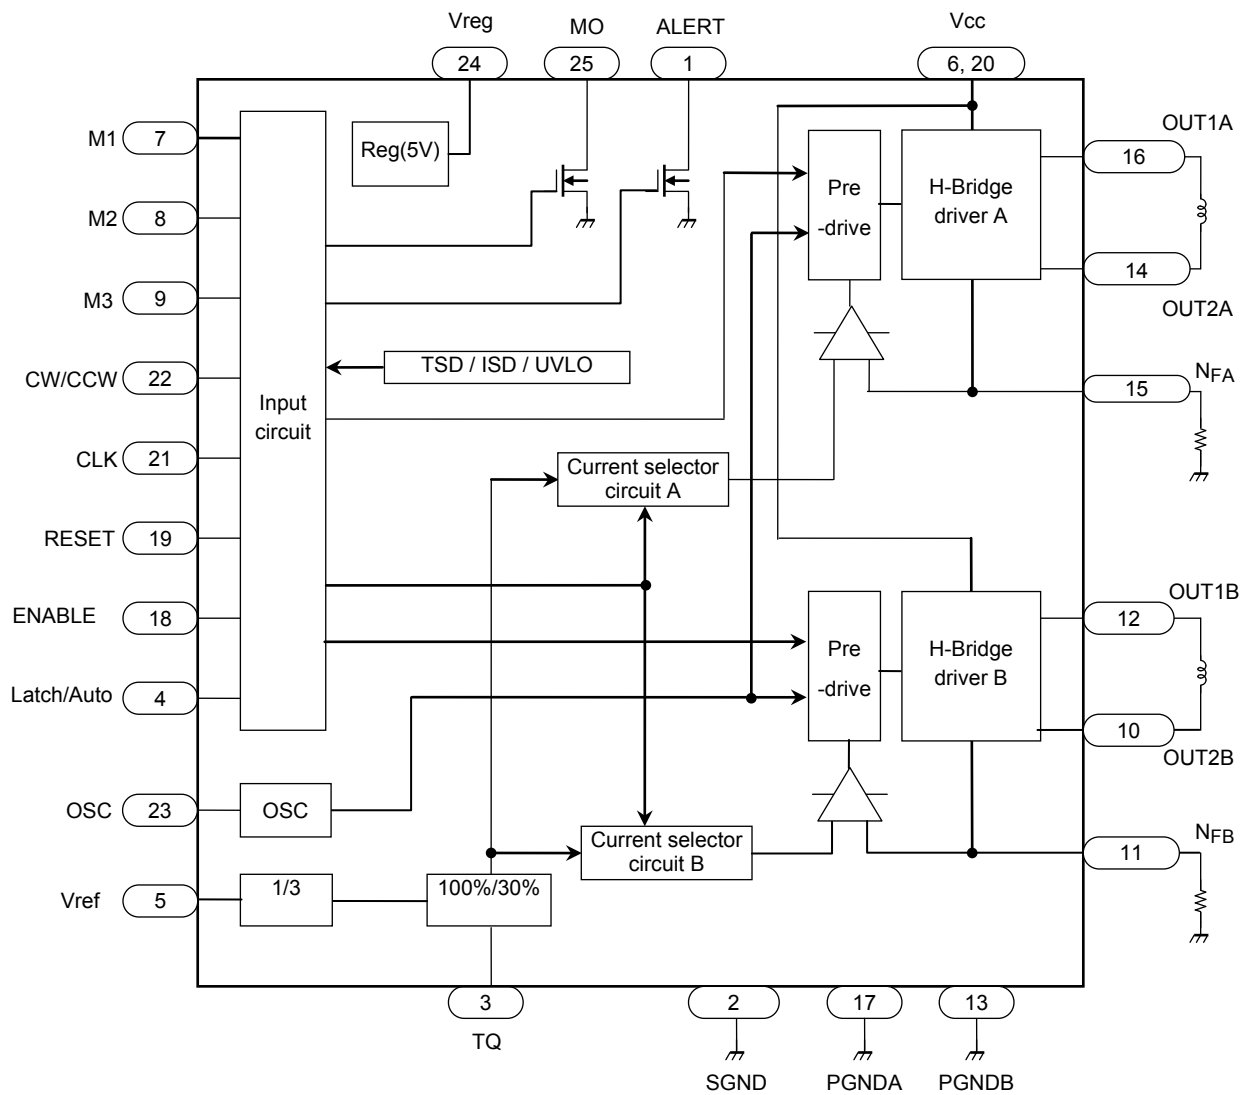 Vreg
MO
ALERT
Vcc
24
25
1
6, 20
M1
7
Reg(5V)
Pre
-drive
H-Bridge
driver A
OUT1A
16
M2
8
14
OUT2A
M3
9
TSD / ISD / UVLO
CW/CCW
22
15
NFA
Input
circuit
CLK
21
Current selector
circuit A
RESET
19
ENABLE
18
Pre
-drive
H-Bridge
driver B
OUT1B
12
Latch/Auto
4
10
OUT2B
OSC
23
OSC
Current selector
circuit B
11
NFB
Vref
5
1/3
100%/30%
3
TQ
2
17
13
SGND
PGNDA
PGNDB